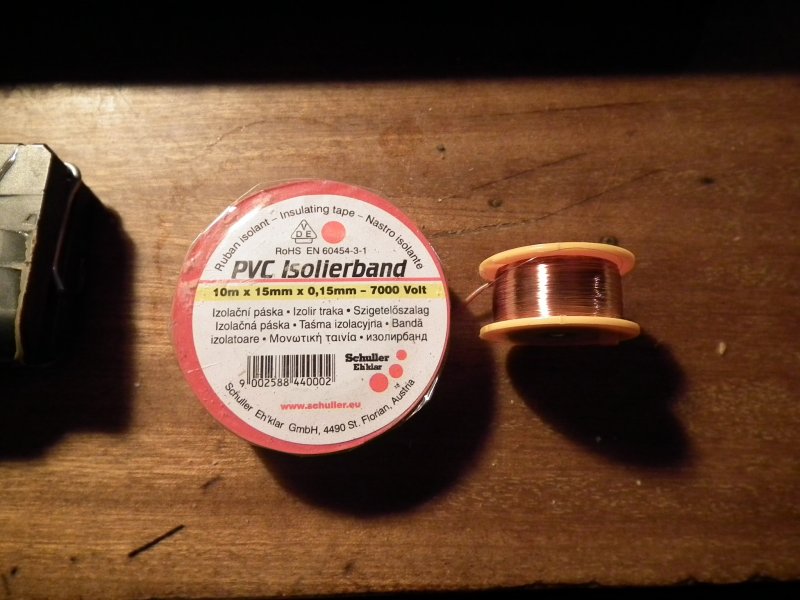 Ruban isolant – Insulating tape – Nastro isolante
VDE
RoHS EN 60454-3-1
PVC Isolierband
10m x 15mm x 0,15mm – 7000 Volt
Izolační páska • Izolir traka • Szigetelőszalag
Izolačná páska • Taśma izolacyjna • Bandă
izolatoare • Μονωτική ταινία • изолирбанд
Schuller
Eh'klar
9 002588 440002
www.schuller.eu
Schuller Eh'klar GmbH, 4490 St. Florian, Austria